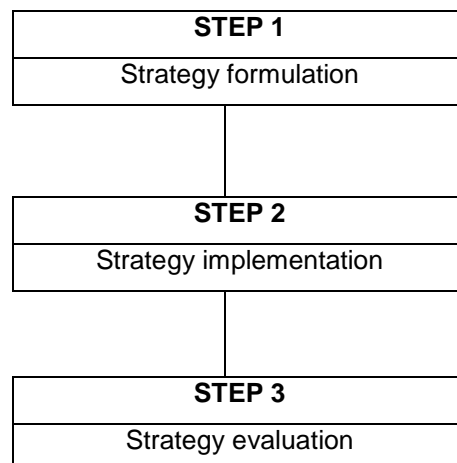 STEP 1
Strategy formulation
STEP 2
Strategy implementation
STEP 3
Strategy evaluation